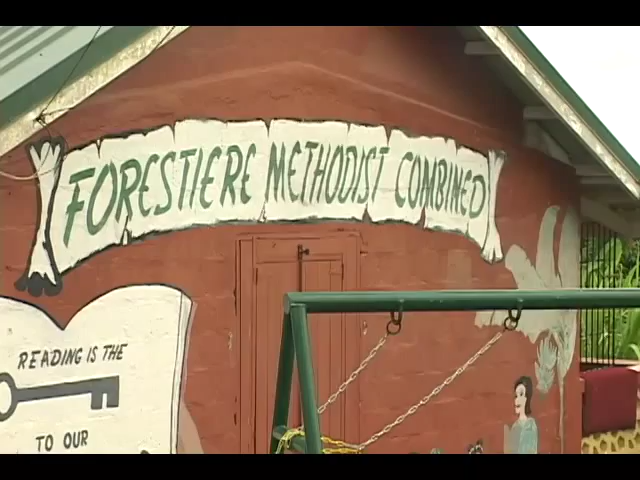 FORESTIERE METHODIST COMBINED
READING IS THE
TO OUR